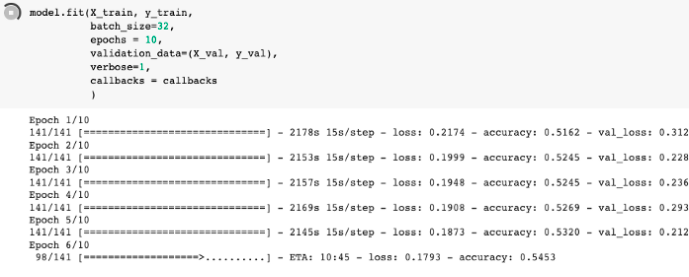 model.fit(X_train, y_train,
batch_size=32,
epochs = 10,
validation_data=(X_val, y_val),
verbose=1,
callbacks = callbacks
)
Epoch 1/10
141/141 [==============================] - 2178s 15s/step - loss: 0.2174 - accuracy: 0.5162 - val_loss: 0.312
Epoch 2/10
141/141 [==============================] - 2153s 15s/step - loss: 0.1999 - accuracy: 0.5245 - val_loss: 0.228
Epoch 3/10
141/141 [==============================] - 2157s 15s/step - loss: 0.1948 - accuracy: 0.5245 - val_loss: 0.236
Epoch 4/10
141/141 [==============================] - 2169s 15s/step - loss: 0.1908 - accuracy: 0.5269 - val_loss: 0.293
Epoch 5/10
141/141 [==============================] - 2145s 15s/step - loss: 0.1873 - accuracy: 0.5320 - val_loss: 0.212
Epoch 6/10
98/141 [===================>..........] - ETA: 10:45 - loss: 0.1793 - accuracy: 0.5453